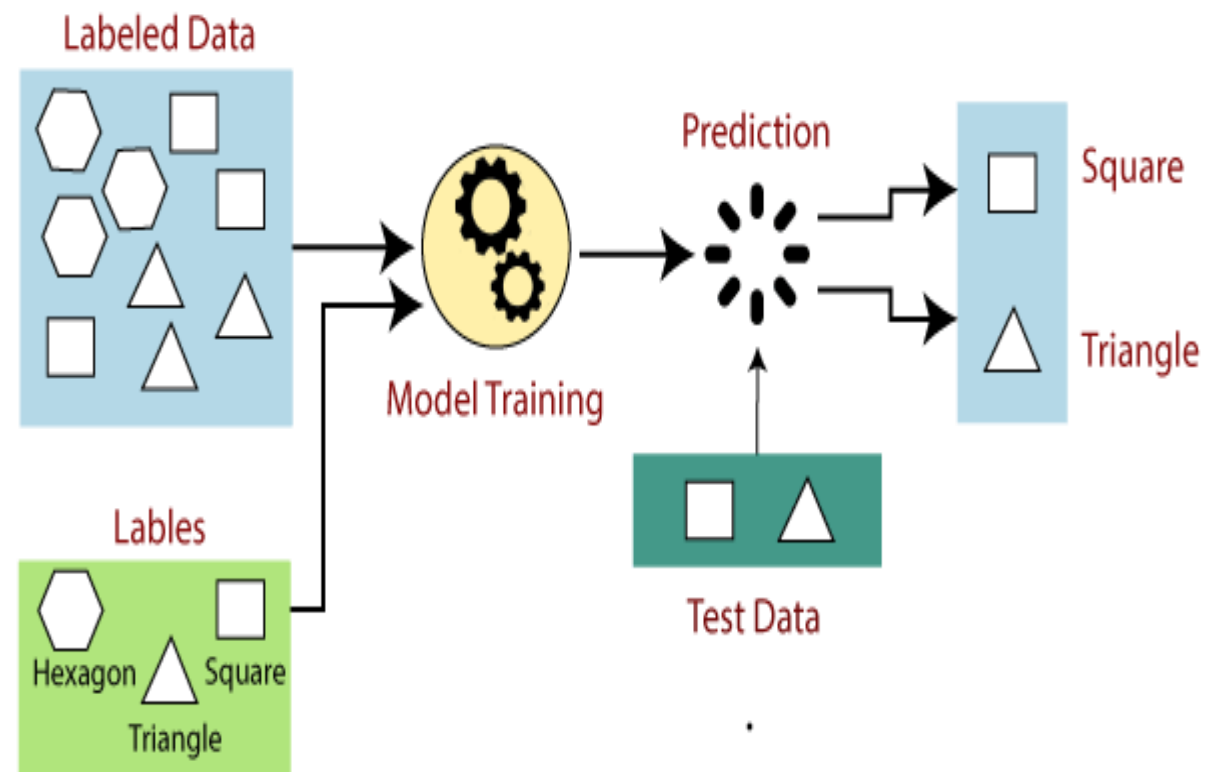 Labeled Data
Prediction
Square
Triangle
Model Training
Lables
Hexagon
Square
Triangle
Test Data
.